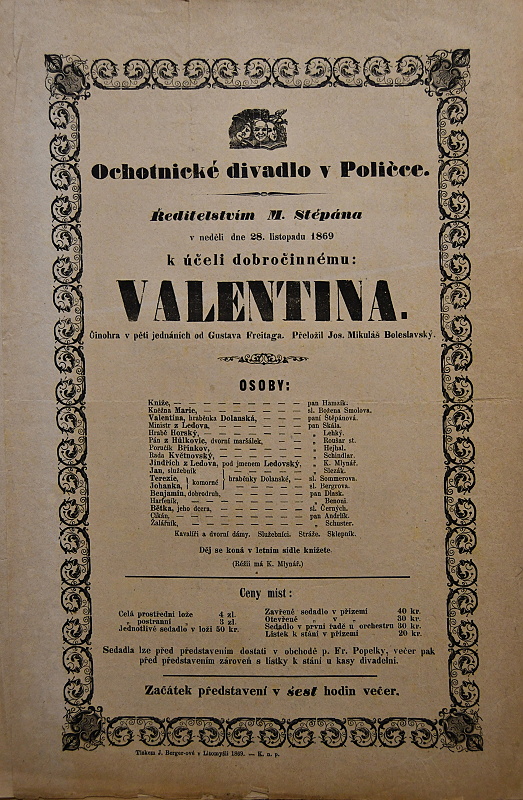 Ochotnické divadlo v Poličce.
Ředitelstvím M. Stěpána
v neděli dne 28. listopadu 1869
k účeli dobročinnému:
VALENTINA.
Činohra v pěti jednáních od Gustava Freitaga. Přeložil Jos. Mikuláš Boleslavský.
OSOBY:
Kníže, — — — — — — — — pan Hamzík.
Kněžna Marie, — — — — — — — sl. Božena Smolova.
Valentina, hraběnka Dolanská, — — — — paní Štěpánová.
Ministr z Ledova, — — — — — — pan Skála.
Hrabě Horský, — — — — — — „ Lehký.
Pán z Hůlkovic, dvorní maršálek, — — — „ Roušar st.
Poručík Břínkov, — — — — — — „ Hejbal.
Rada Květnovský, — — — — — — „ Schindlar.
Jindřich z Ledova, pod jmenem Ledovský, — — „ K. Mlynář.
Jan, služebník — — — — — — „ Slezák.
Terezie, } komorné } hraběnky Dolanské, — — sl. Sommerova.
Johanka, sl. Bergrova.
Benjamin, dobrodruh, — — — — pan Dlask.
Harfeník, — — — — — — — „ Benoni.
Bětka, jeho dcera, — — — — — — sl. Černých.
Cikán, — — — — — — — pan Andrlík.
Žalářník, — — — — — — — „ Schuster.
Kavalíři a dvorní dámy. Služebníci. Stráže. Sklepník.
Děj se koná v letním sídle knížete.
(Režii má K. Mlynář.)
Ceny míst:
Celá prostřední lože 4 zl.
„ postranní „ 3 zl.
Jednotlivé sedadlo v loži 50 kr.
Zavřené sedadlo v přízemí 40 kr.
Otevřené „ v „ 30 kr.
Sedadlo v první řadě u orchestru 30 kr.
Lístek k stání v přízemí 20 kr.
Sedadla lze před představením dostati v obchodě p. Fr. Popelky, večer pak
před představením zároveň s lístky k stání u kasy divadelní.
Začátek představení v šest hodin večer.
Tiskem J. Berger-ové v Litomyšli 1869. — K. n. p.